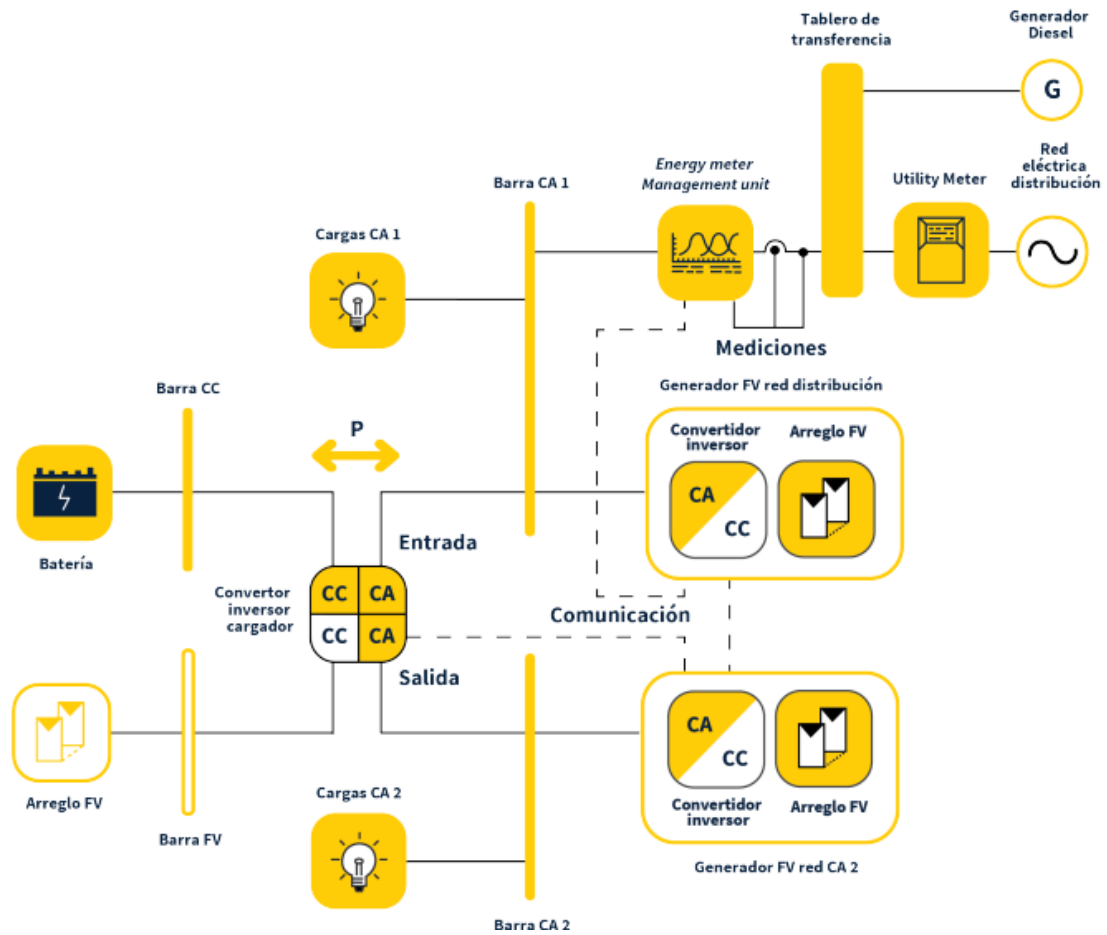 Tablero de
transferencia
Generador
Diesel
G
Red
eléctrica
distribución
Energy meter
Management unit
Utility Meter
Barra CA 1
Cargas CA 1
Mediciones
Barra CC
P
Generador FV red distribución
Convertidor
inversor
Arreglo FV
CA
CC
Batería
Entrada
Convertor
inversor
cargador
CC
CA
CC
CA
Comunicación
Salida
CA
CC
Convertidor
inversor
Arreglo FV
Generador FV red CA 2
Arreglo FV
Barra FV
Cargas CA 2
Barra CA 2